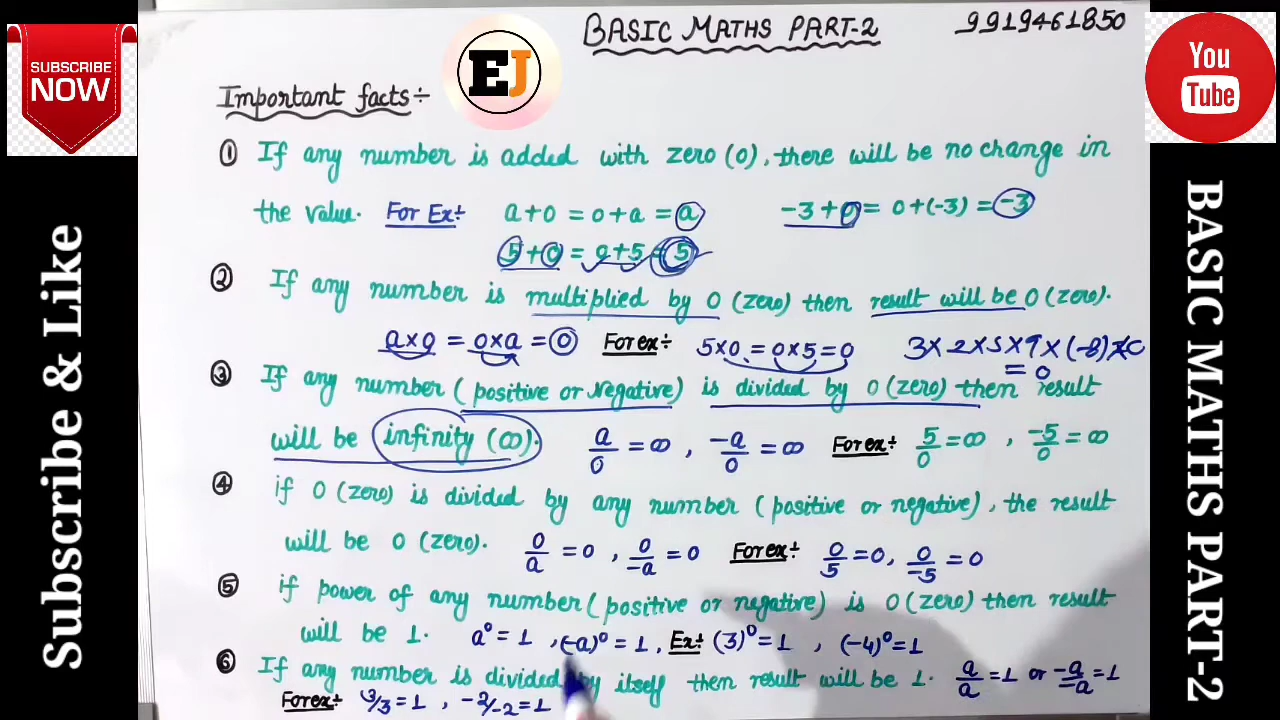 BASIC MATHS PART-2
9919461850
SUBSCRIBE
NOW
EJ
You
Tube
Important facts÷
① If any number is added with zero (0), there will be no change in
the value. For Ex÷ a+0 = 0+a = a -3+0 = 0+(-3) = -3
5+0 = 0+5 = 5
② If any number is multiplied by 0 (zero) then result will be 0 (zero).
a×0 = 0×a = 0 For ex÷ 5×0 = 0×5 = 0 3×2×5×9×(-8)×0
= 0
③ If any number (positive or Negative) is divided by 0 (zero) then result
will be infinity (∞). a/0 = ∞ , -a/0 = ∞ For ex÷ 5/0 = ∞ , -5/0 = ∞
④ if 0 (zero) is divided by any number (positive or negative), the result
will be 0 (zero). 0/a = 0 , 0/-a = 0 For ex÷ 0/5 = 0, 0/-5 = 0
⑤ if power of any number (positive or negative) is 0 (zero) then result
will be 1. a⁰ = 1 , (-a)⁰ = 1, Ex÷ (3)⁰ = 1 , (-4)⁰ = 1
⑥ If any number is divided by itself then result will be 1. a/a = 1 or -a/-a = 1
For ex÷ 3/3 = 1 , -2/-2 = 1
Subscribe & Like
BASIC MATHS PART-2